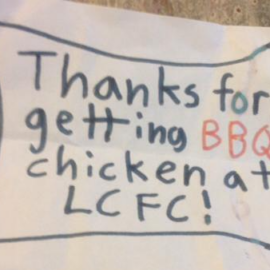 Thanks for
getting BBQ
chicken at
LCFC!